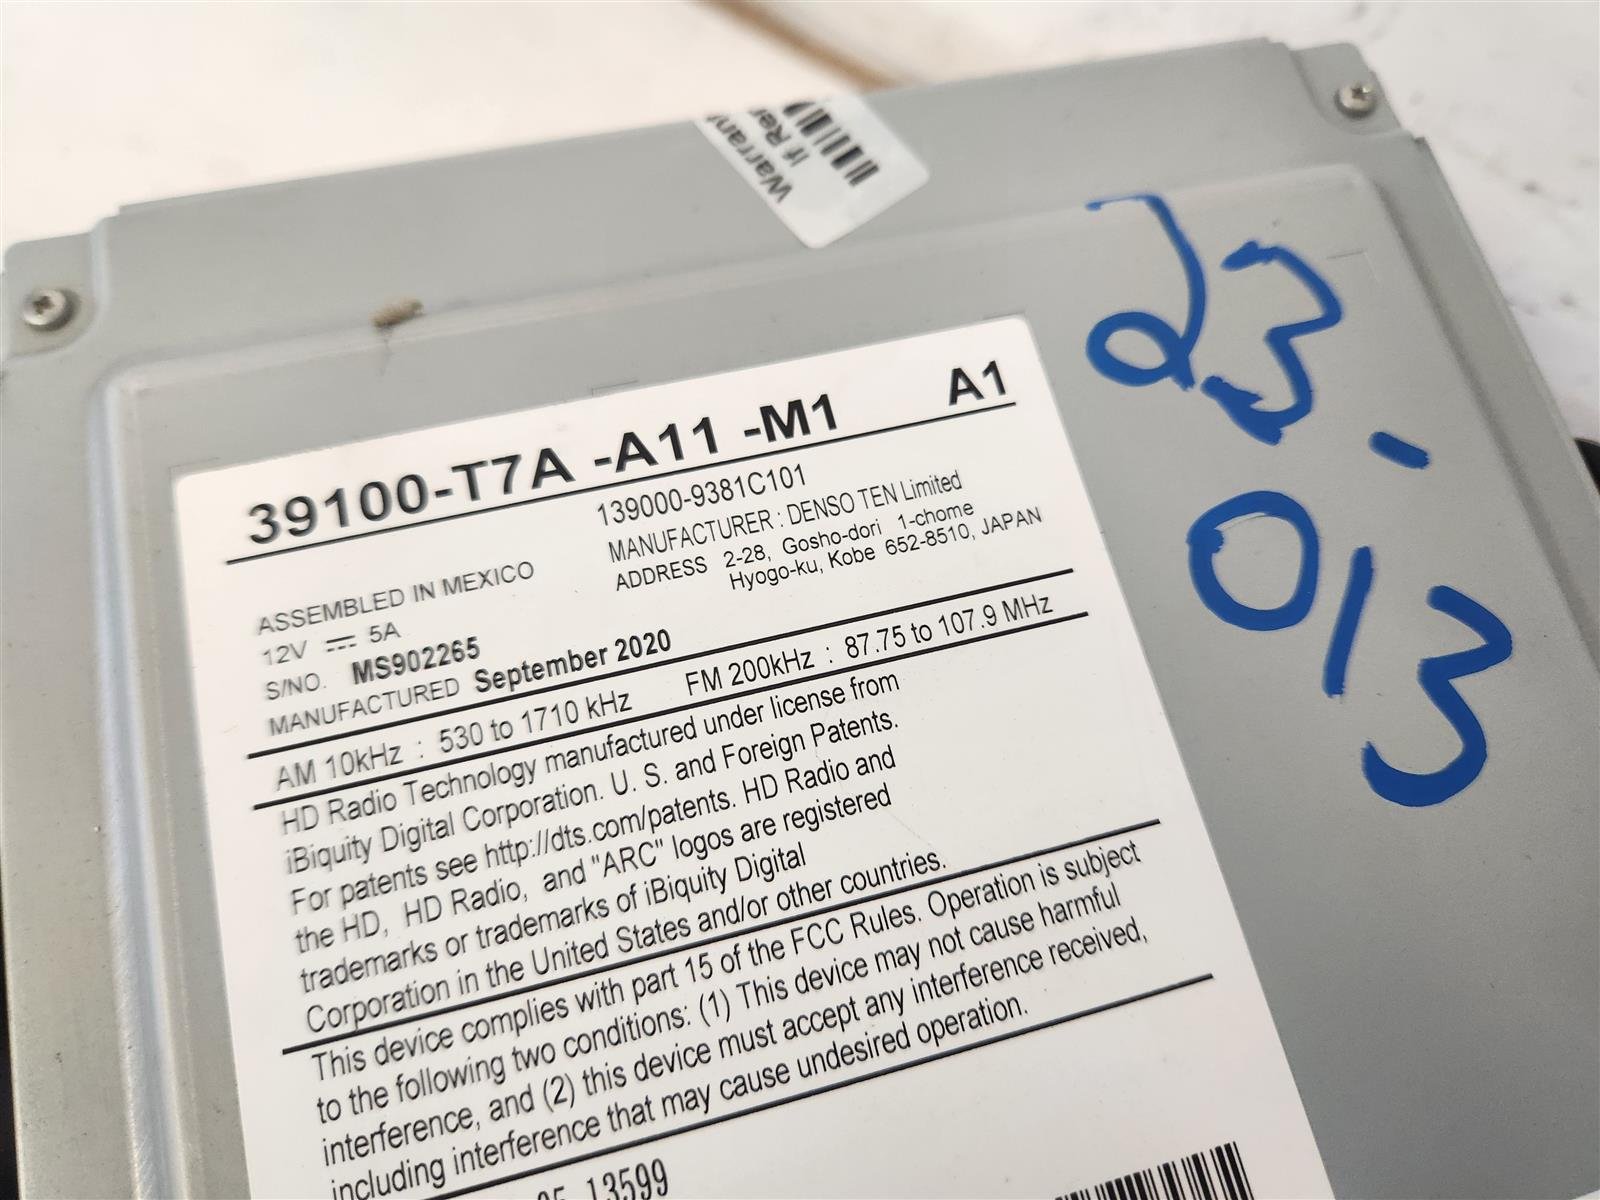 Warran
If Re
23-
013
39100-T7A -A11 -M1 A1
139000-9381C101
MANUFACTURER : DENSO TEN Limited
ADDRESS 2-28, Gosho-dori 1-chome
Hyogo-ku, Kobe 652-8510, JAPAN
ASSEMBLED IN MEXICO
12V ⎓ 5A
S/NO. MS902265
MANUFACTURED September 2020
AM 10kHz : 530 to 1710 kHz FM 200kHz : 87.75 to 107.9 MHz
HD Radio Technology manufactured under license from
iBiquity Digital Corporation. U. S. and Foreign Patents.
For patents see http://dts.com/patents. HD Radio and
the HD, HD Radio, and "ARC" logos are registered
trademarks or trademarks of iBiquity Digital
Corporation in the United States and/or other countries.
This device complies with part 15 of the FCC Rules. Operation is subject
to the following two conditions: (1) This device may not cause harmful
interference, and (2) this device must accept any interference received,
including interference that may cause undesired operation.
13599